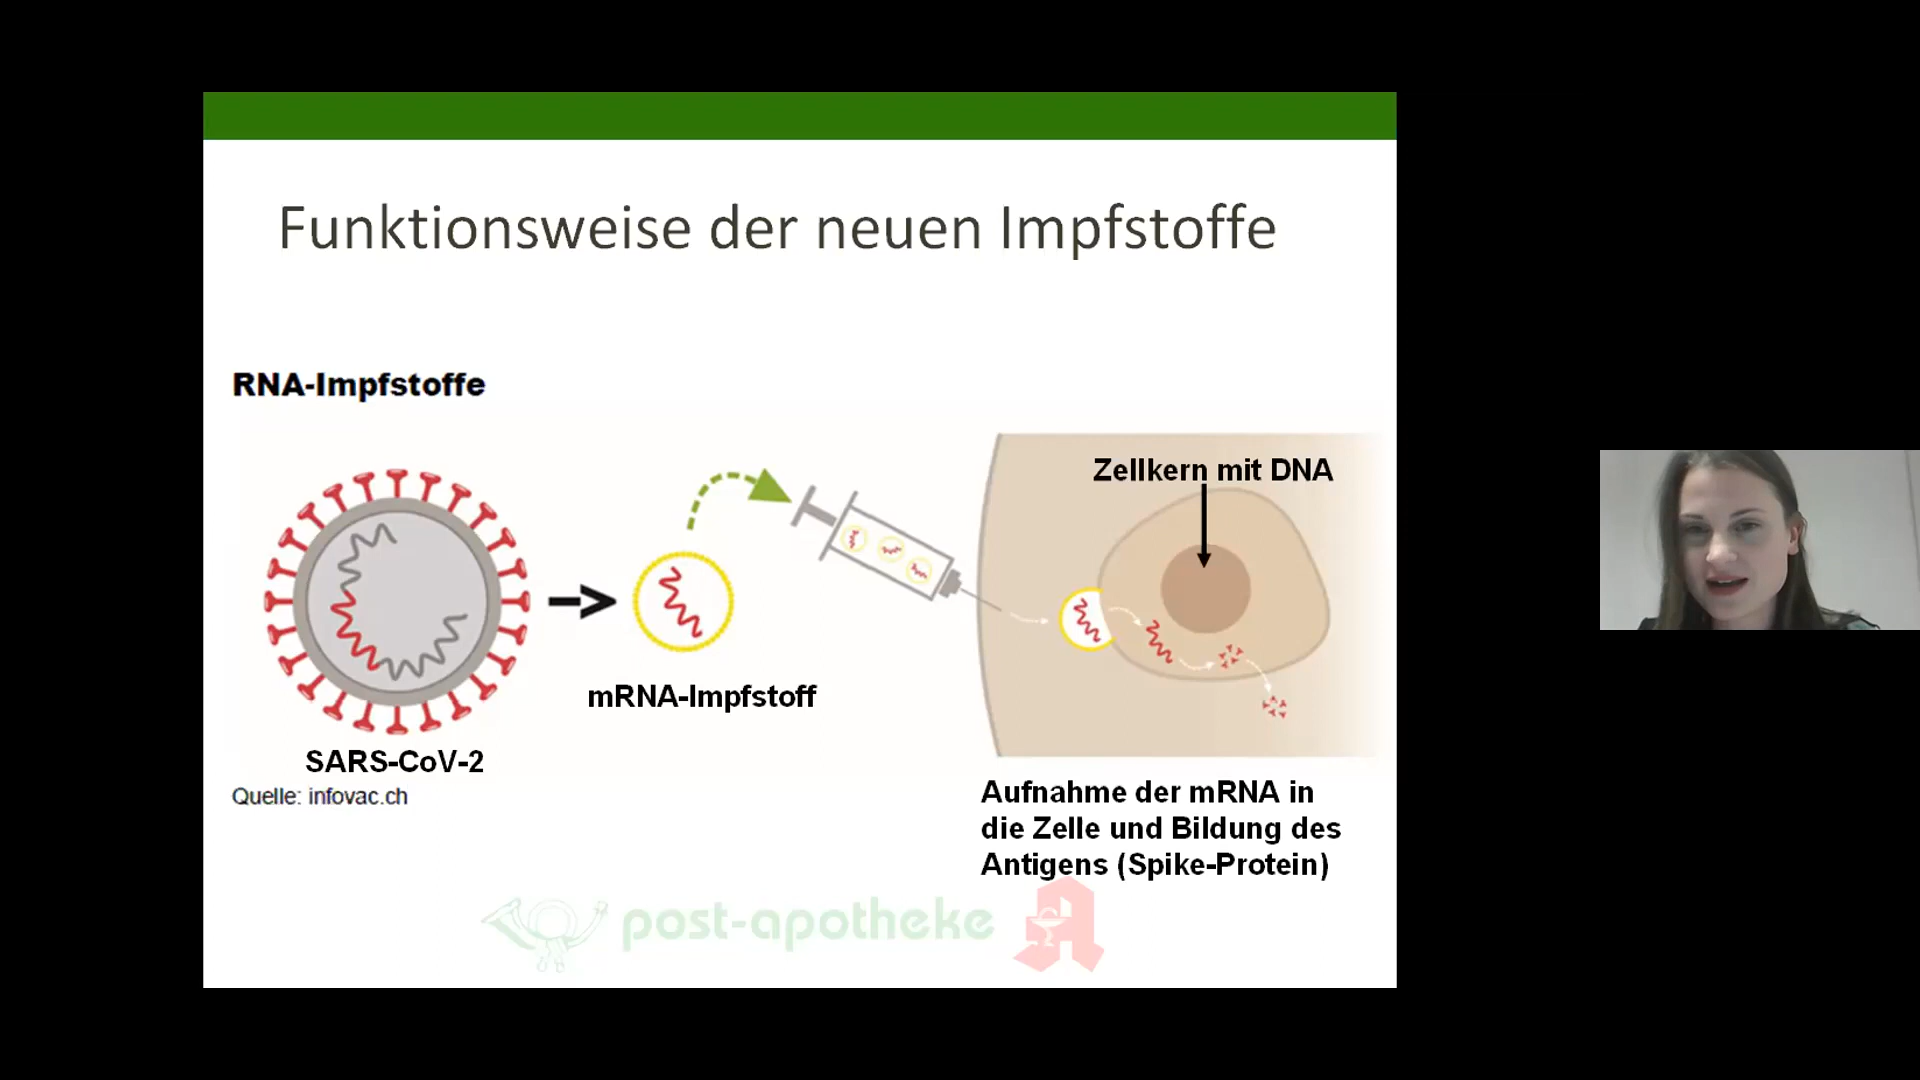 Funktionsweise der neuen Impfstoffe
RNA-Impfstoffe
Zellkern mit DNA
mRNA-Impfstoff
SARS-CoV-2
Quelle: infovac.ch
Aufnahme der mRNA in
die Zelle und Bildung des
Antigens (Spike-Protein)
post-apotheke